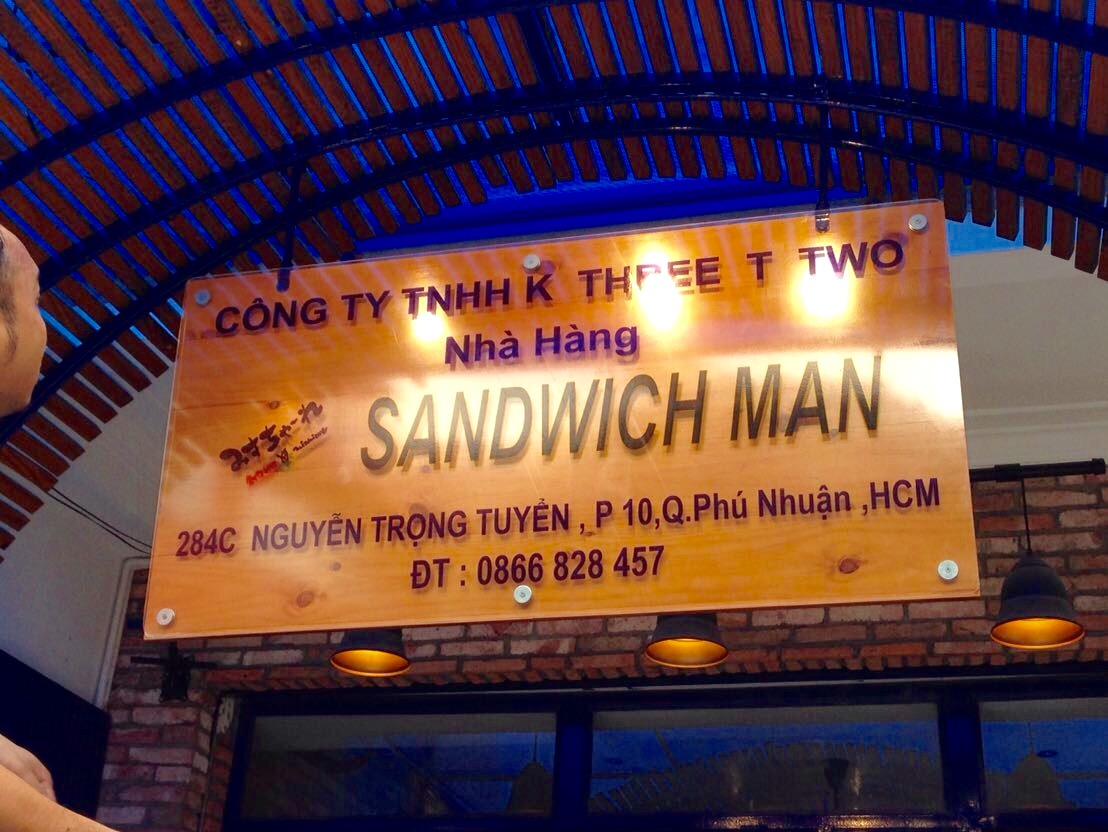 CÔNG TY TNHH K THREE T TWO
Nhà Hàng
SANDWICH MAN
284C NGUYỄN TRỌNG TUYỂN , P 10,Q.Phú Nhuận ,HCM
ĐT : 0866 828 457